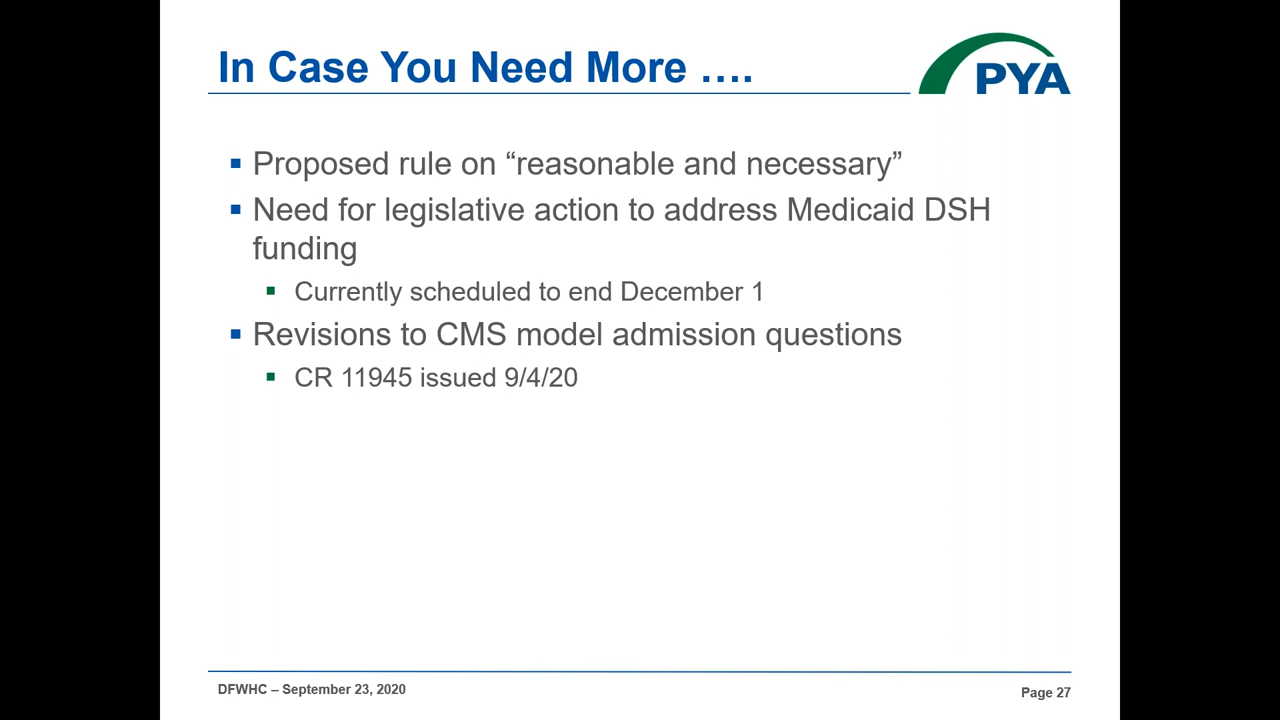 In Case You Need More ….
PYA
Proposed rule on “reasonable and necessary”
Need for legislative action to address Medicaid DSH
funding
Currently scheduled to end December 1
Revisions to CMS model admission questions
CR 11945 issued 9/4/20
DFWHC – September 23, 2020
Page 27